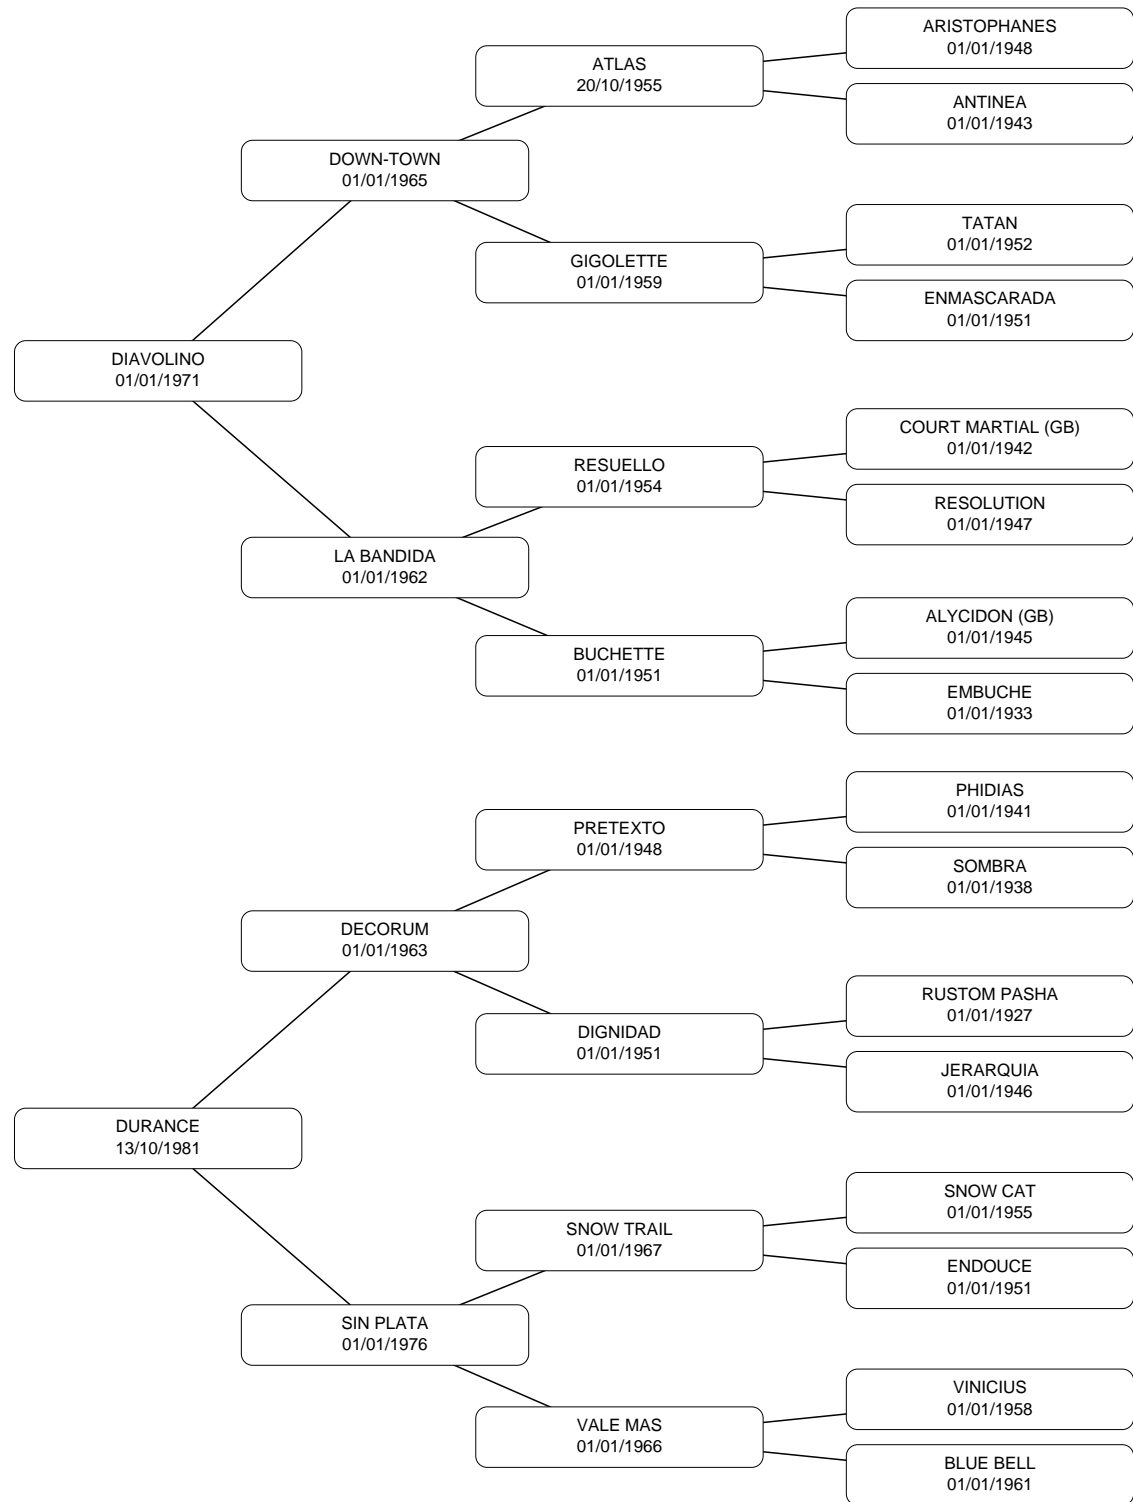 ARISTOPHANES
01/01/1948
ATLAS
20/10/1955
ANTINEA
01/01/1943
DOWN-TOWN
01/01/1965
TATAN
01/01/1952
GIGOLETTE
01/01/1959
ENMASCARADA
01/01/1951
DIAVOLINO
01/01/1971
COURT MARTIAL (GB)
01/01/1942
RESUELLO
01/01/1954
RESOLUTION
01/01/1947
LA BANDIDA
01/01/1962
ALYCIDON (GB)
01/01/1945
BUCHETTE
01/01/1951
EMBUCHE
01/01/1933
PHIDIAS
01/01/1941
PRETEXTO
01/01/1948
SOMBRA
01/01/1938
DECORUM
01/01/1963
RUSTOM PASHA
01/01/1927
DIGNIDAD
01/01/1951
JERARQUIA
01/01/1946
DURANCE
13/10/1981
SNOW CAT
01/01/1955
SNOW TRAIL
01/01/1967
ENDOUCE
01/01/1951
SIN PLATA
01/01/1976
VINICIUS
01/01/1958
VALE MAS
01/01/1966
BLUE BELL
01/01/1961